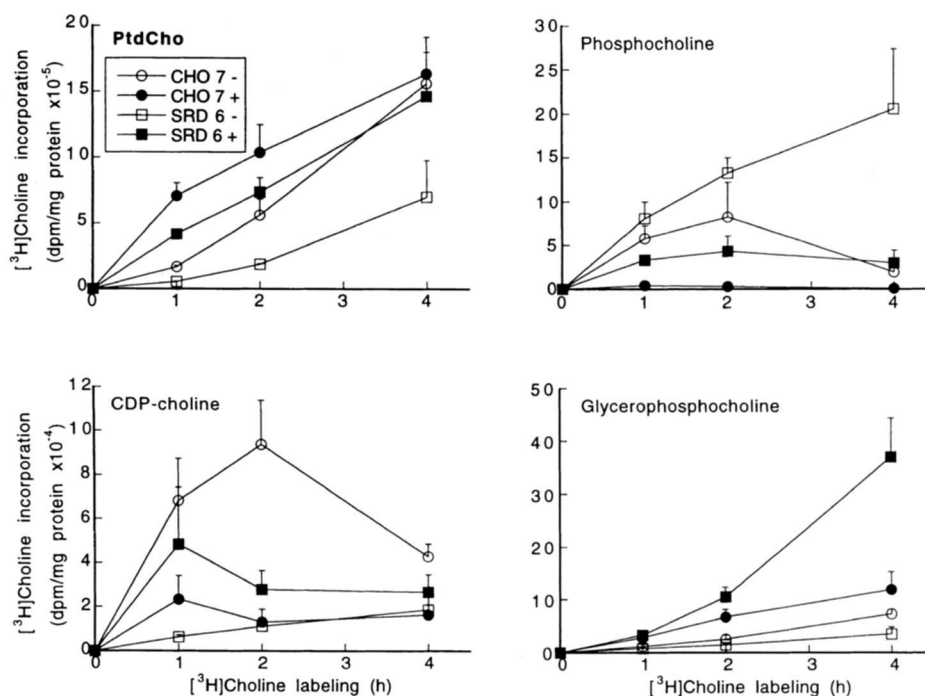 PtdCho
CHO 7 -
CHO 7 +
SRD 6 -
SRD 6 +
[³H]Choline incorporation
(dpm/mg protein x10⁻⁵)
20
15
10
5
0
0 1 2 3 4
Phosphocholine
30
25
20
15
10
5
0
0 1 2 3 4
CDP-choline
[³H]Choline incorporation
(dpm/mg protein x10⁻⁴)
12
10
8
6
4
2
0
0 1 2 3 4
[³H]Choline labeling (h)
Glycerophosphocholine
50
40
30
20
10
0
0 1 2 3 4
[³H]Choline labeling (h)